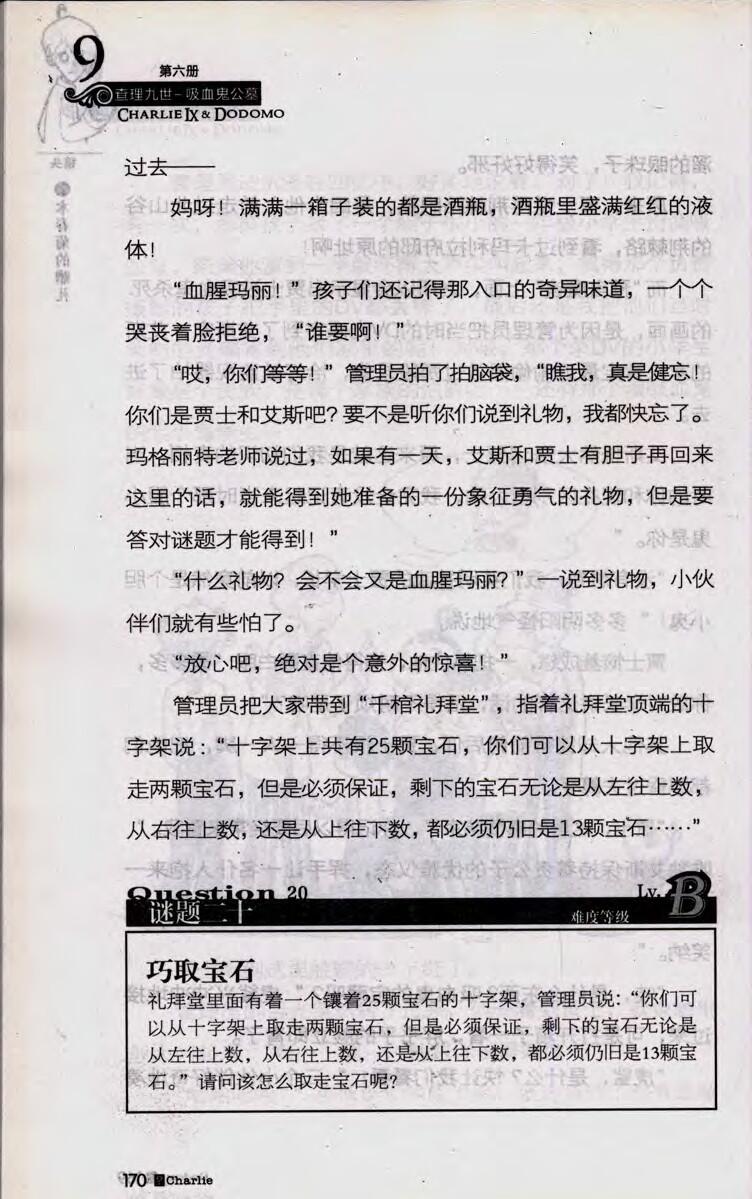 9
第六册
查理九世-吸血鬼公墓
CHARLIE IX & DODOMO
猫头
过去——
妈呀！满满一箱子装的都是酒瓶，酒瓶里盛满红红的液
体！
“血腥玛丽！”孩子们还记得那入口的奇异味道，一个个
哭丧着脸拒绝，“谁要啊！”
“哎，你们等等！”管理员拍了拍脑袋，“瞧我，真是健忘！
你们是贾士和艾斯吧？要不是听你们说到礼物，我都快忘了。
玛格丽特老师说过，如果有一天，艾斯和贾士有胆子再回来
这里的话，就能得到她准备的一份象征勇气的礼物，但是要
答对谜题才能得到！”
“什么礼物？会不会又是血腥玛丽？”一说到礼物，小伙
伴们就有些怕了。
“放心吧，绝对是个意外的惊喜！”
管理员把大家带到“千棺礼拜堂”，指着礼拜堂顶端的十
字架说：“十字架上共有25颗宝石，你们可以从十字架上取
走两颗宝石，但是必须保证，剩下的宝石无论是从左往上数，
从右往上数，还是从上往下数，都必须仍旧是13颗宝石……”
Question 20
Lv. B
谜题二十
难度等级
巧取宝石
礼拜堂里面有着一个镶着25颗宝石的十字架，管理员说：“你们可
以从十字架上取走两颗宝石，但是必须保证，剩下的宝石无论是
从左往上数，从右往上数，还是从上往下数，都必须仍旧是13颗宝
石。”请问该怎么取走宝石呢？
170 Charlie